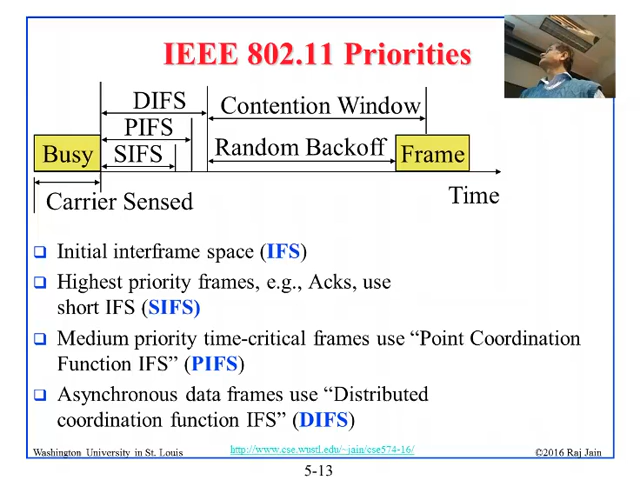 IEEE 802.11 Priorities
DIFS
Contention Window
PIFS
Busy
SIFS
Random Backoff
Frame
Carrier Sensed
Time
Initial interframe space (IFS)
Highest priority frames, e.g., Acks, use
short IFS (SIFS)
Medium priority time-critical frames use “Point Coordination
Function IFS” (PIFS)
Asynchronous data frames use “Distributed
coordination function IFS” (DIFS)
Washington University in St. Louis
http://www.cse.wustl.edu/~jain/cse574-16/
©2016 Raj Jain
5-13